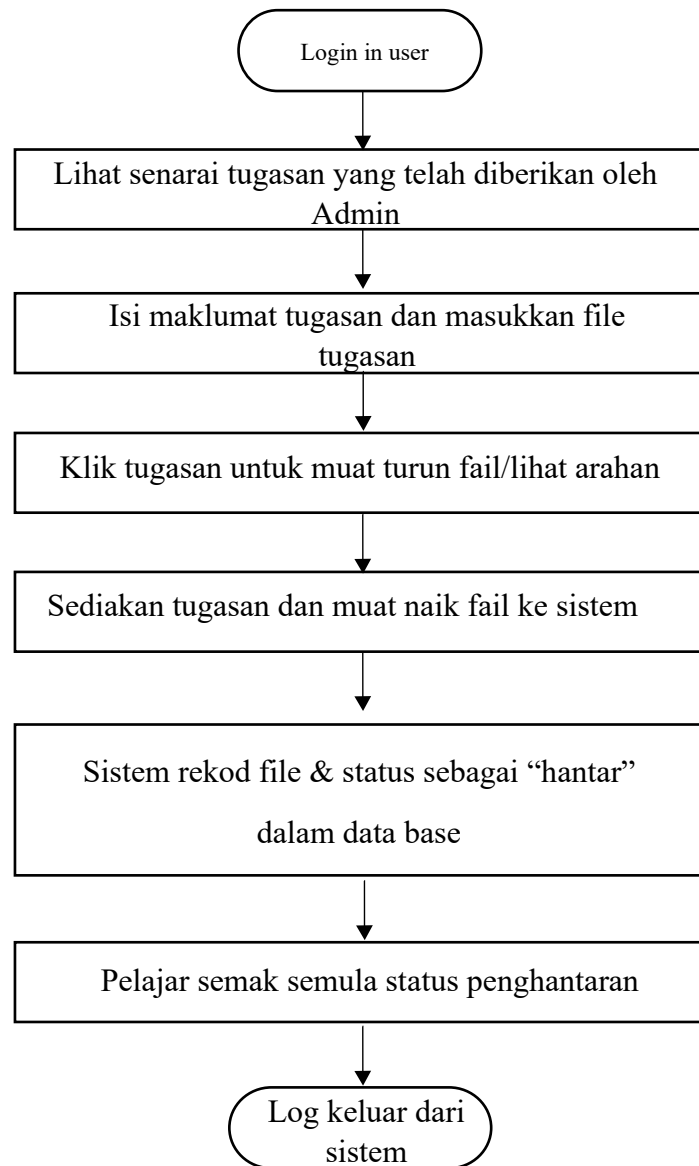 Login in user
Lihat senarai tugasan yang telah diberikan oleh
Admin
Isi maklumat tugasan dan masukkan file
tugasan
Klik tugasan untuk muat turun fail/lihat arahan
Sediakan tugasan dan muat naik fail ke sistem
Sistem rekod file & status sebagai “hantar”
dalam data base
Pelajar semak semula status penghantaran
Log keluar dari
sistem